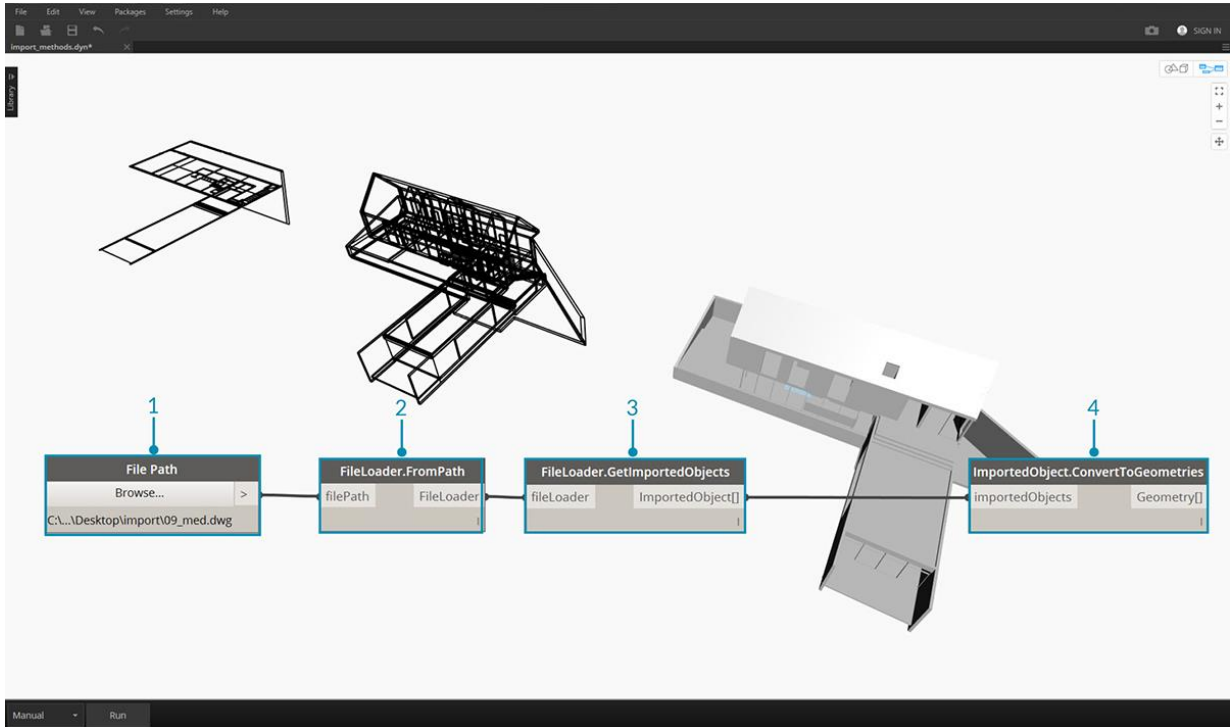 File Edit View Packages Settings Help
SIGN IN
import_methods.dyn*
Library
1
2
3
4
File Path
Browse...
>
C:\...\Desktop\import\09_med.dwg
FileLoader.FromPath
filePath FileLoader
FileLoader.GetImportedObjects
fileLoader ImportedObject[]
ImportedObject.ConvertToGeometries
importedObjects Geometry[]
Manual Run